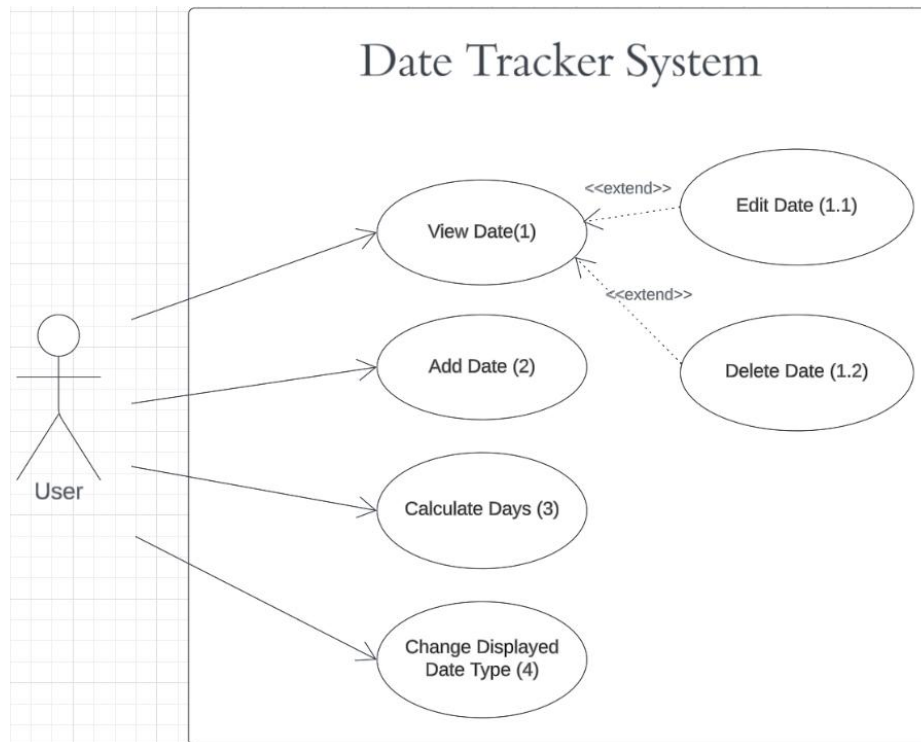 Date Tracker System
<<extend>>
Edit Date (1.1)
View Date(1)
<<extend>>
Add Date (2)
Delete Date (1.2)
User
Calculate Days (3)
Change Displayed
Date Type (4)